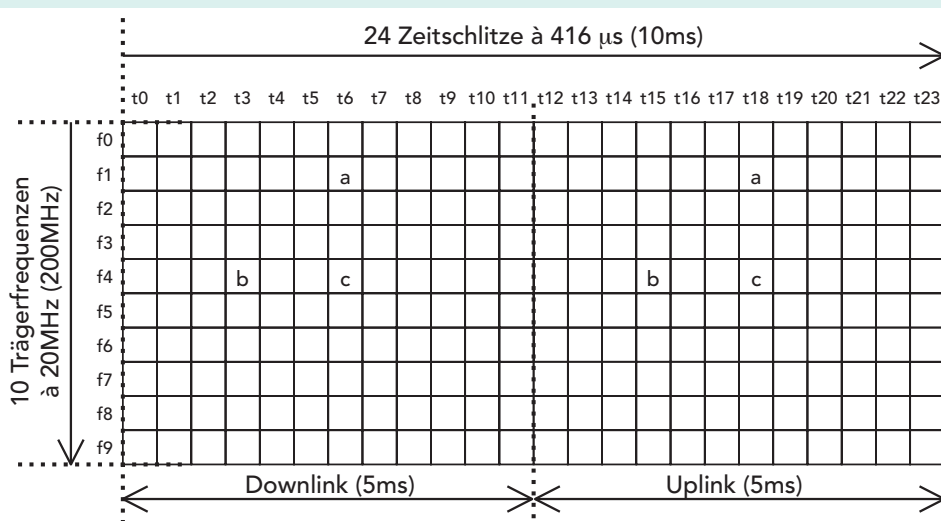 24 Zeitschlitze à 416 µs (10ms)
t0 t1 t2 t3 t4 t5 t6 t7 t8 t9 t10 t11 t12 t13 t14 t15 t16 t17 t18 t19 t20 t21 t22 t23
10 Trägerfrequenzen
à 20MHz (200MHz)
f0
f1 a a
f2
f3
f4 b c b c
f5
f6
f7
f8
f9
Downlink (5ms) Uplink (5ms)